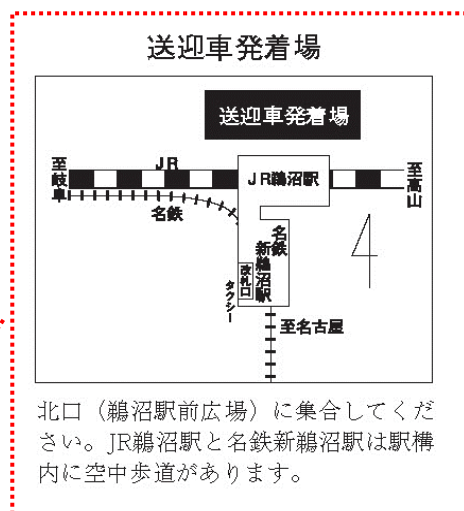 送迎車発着場
送迎車発着場
至岐阜
JR
JR鵜沼駅
至高山
名鉄
名鉄
新鵜沼駅
改札口
タクシー
至名古屋
北口（鵜沼駅前広場）に集合してくだ
さい。JR鵜沼駅と名鉄新鵜沼駅は駅構
内に空中歩道があります。